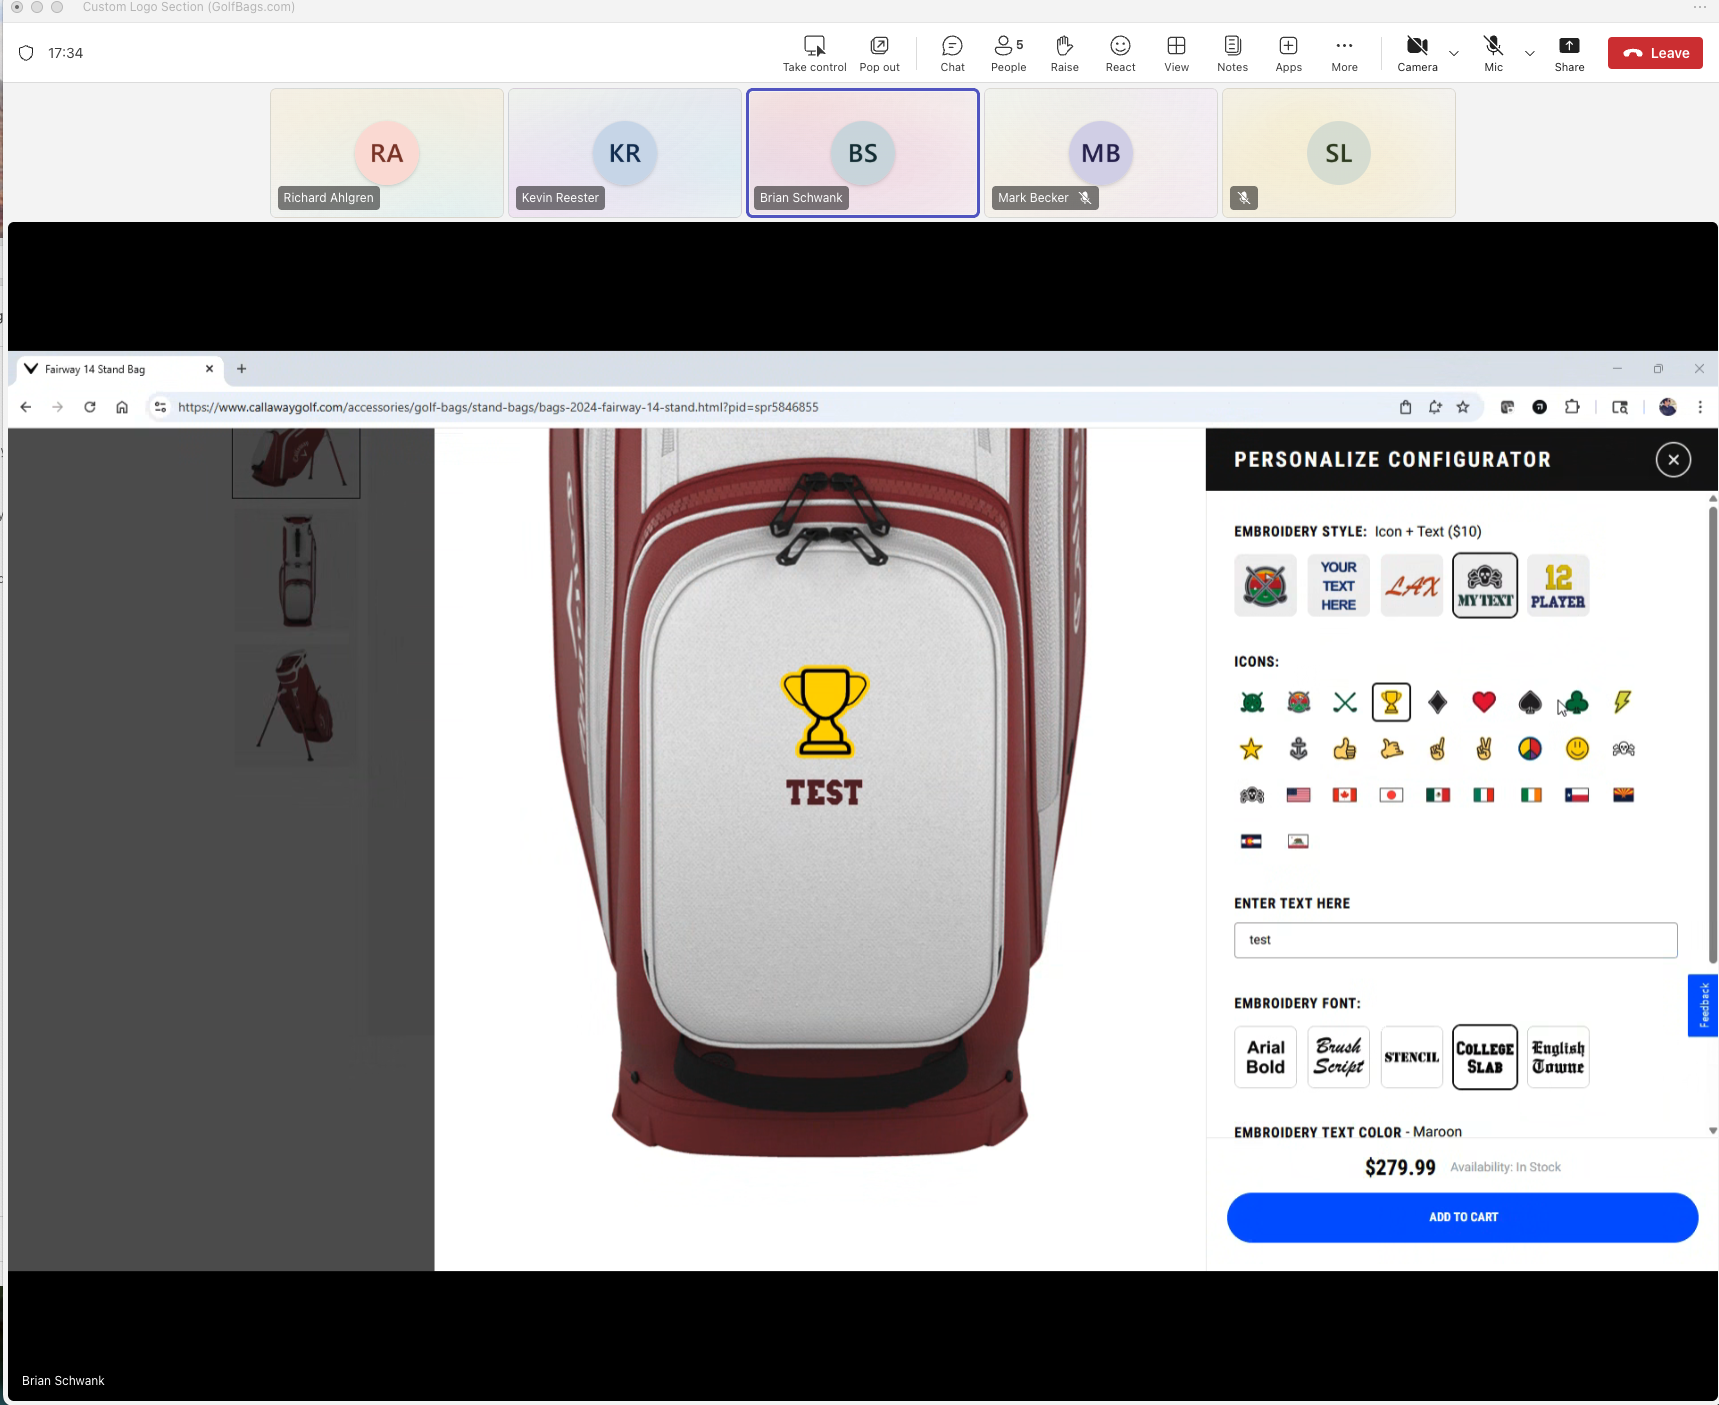 Custom Logo Section (GolfBags.com)
17:34
Take control
Pop out
Chat
5
People
Raise
React
View
Notes
Apps
More
Camera
Mic
Share
Leave
RA
Richard Ahlgren
KR
Kevin Reester
BS
Brian Schwank
MB
Mark Becker
SL
Fairway 14 Stand Bag
https://www.callawaygolf.com/accessories/golf-bags/stand-bags/bags-2024-fairway-14-stand.html?pid=spr5846855
TEST
PERSONALIZE CONFIGURATOR
EMBROIDERY STYLE: Icon + Text ($10)
YOUR
TEXT
HERE
LAX
MY TEXT
12
PLAYER
ICONS:
ENTER TEXT HERE
test
EMBROIDERY FONT:
Arial
Bold
Brush
Script
STENCIL
COLLEGE
SLAB
English
Towne
EMBROIDERY TEXT COLOR - Maroon
$279.99 Availability: In Stock
ADD TO CART
Feedback
Brian Schwank